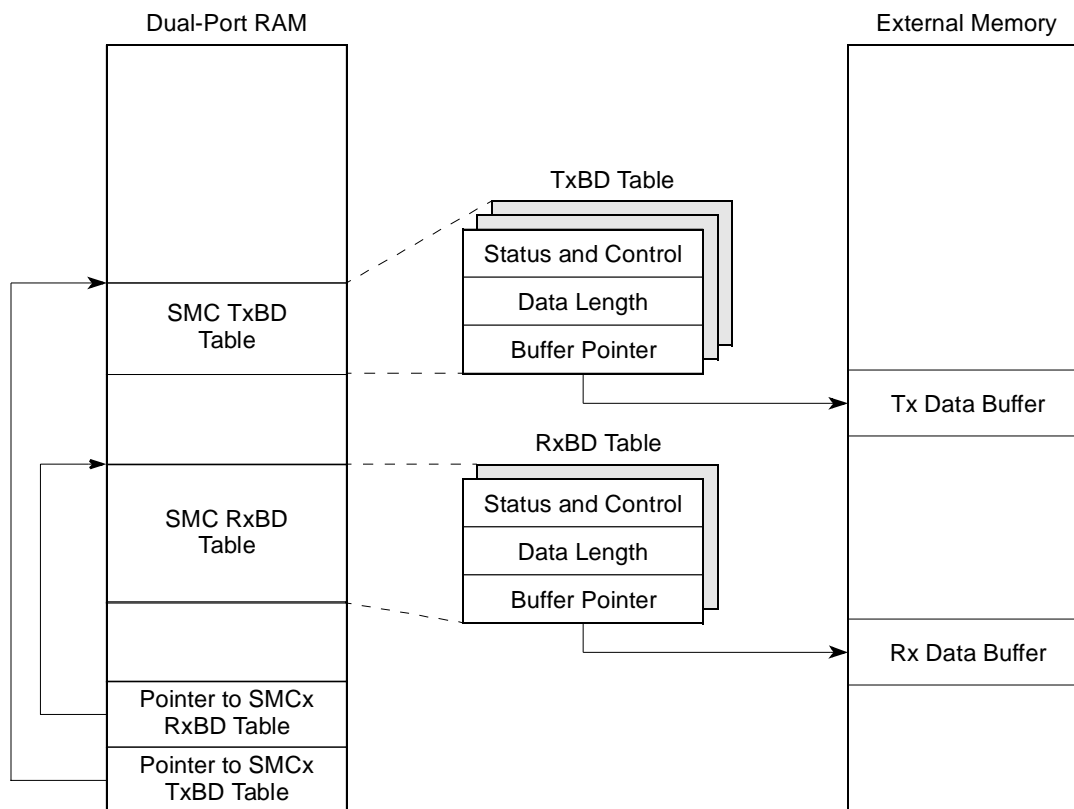 Dual-Port RAM
External Memory
TxBD Table
Status and Control
Data Length
Buffer Pointer
SMC TxBD
Table
Tx Data Buffer
RxBD Table
Status and Control
Data Length
Buffer Pointer
SMC RxBD
Table
Rx Data Buffer
Pointer to SMCx
RxBD Table
Pointer to SMCx
TxBD Table